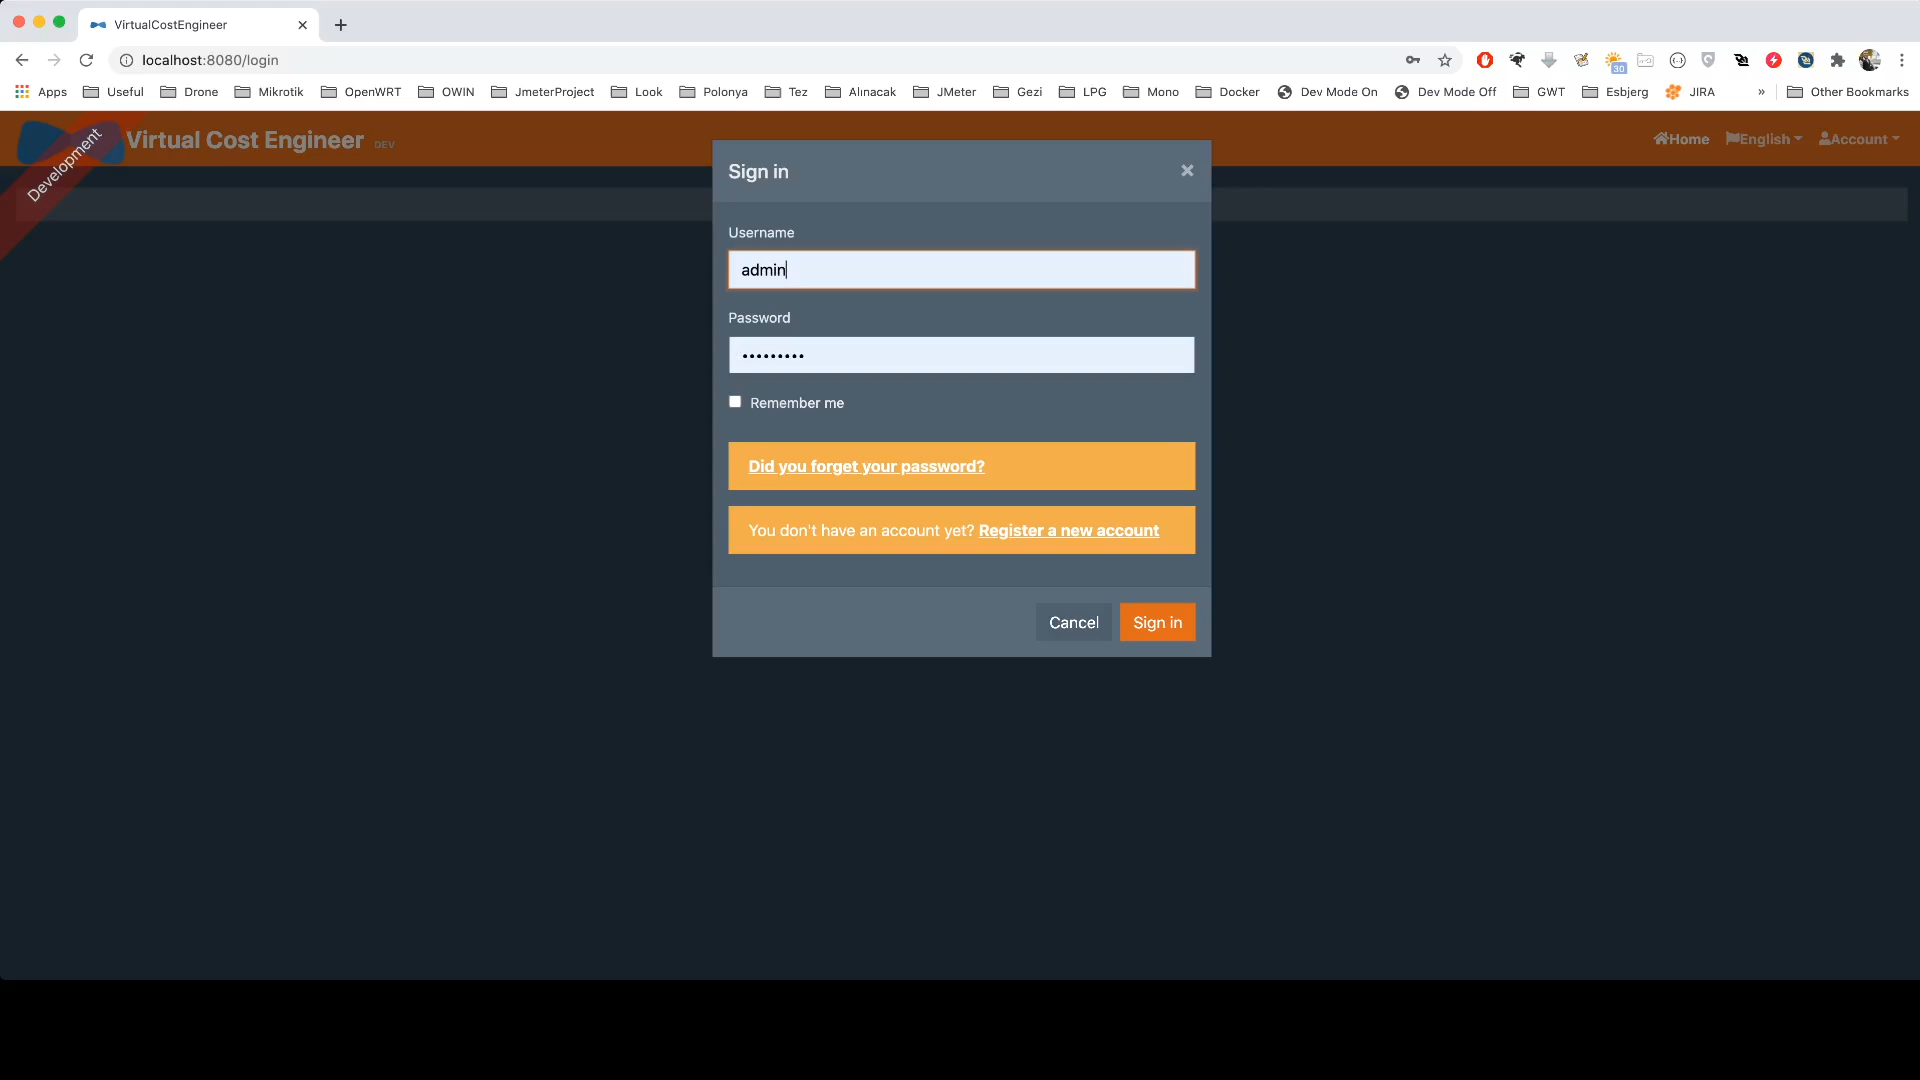 VirtualCostEngineer
localhost:8080/login
30
Apps Useful Drone Mikrotik OpenWRT OWIN JmeterProject Look Polonya Tez Alınacak JMeter Gezi LPG Mono Docker Dev Mode On Dev Mode Off GWT Esbjerg JIRA » Other Bookmarks
Development
Virtual Cost Engineer DEV
Home English Account
Sign in
Username
admin
Password
•••••••••
Remember me
Did you forget your password?
You don't have an account yet? Register a new account
Cancel Sign in